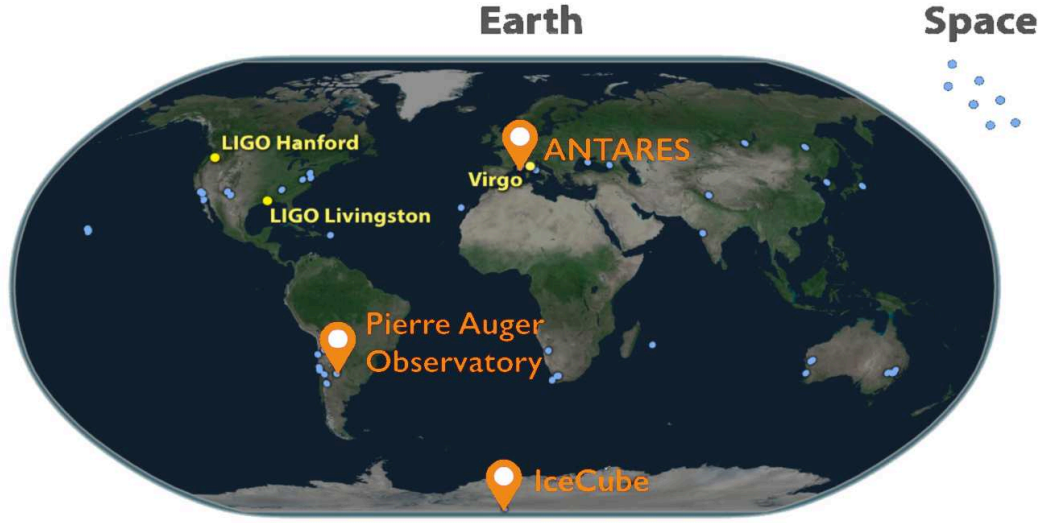 Earth
Space
LIGO Hanford
ANTARES
Virgo
LIGO Livingston
Pierre Auger
Observatory
IceCube